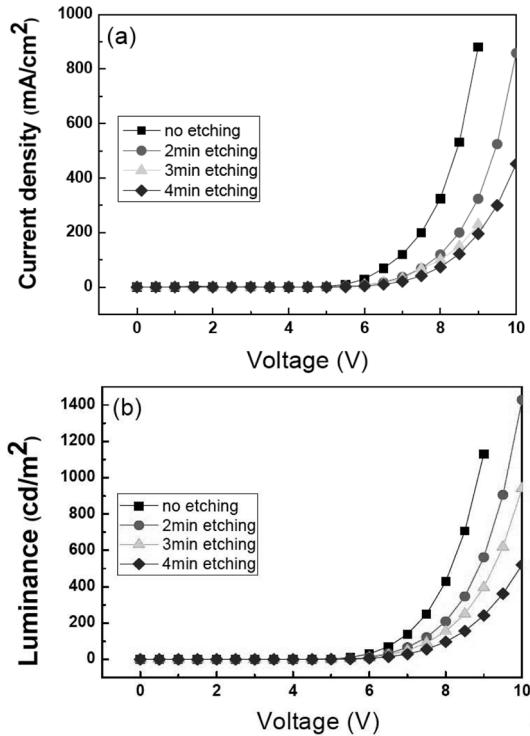 (a)
1000
800
600
400
200
0
Current density (mA/cm²)
no etching
2min etching
3min etching
4min etching
0 2 4 6 8 10
Voltage (V)
(b)
1400
1200
1000
800
600
400
200
0
Luminance (cd/m²)
no etching
2min etching
3min etching
4min etching
0 2 4 6 8 10
Voltage (V)